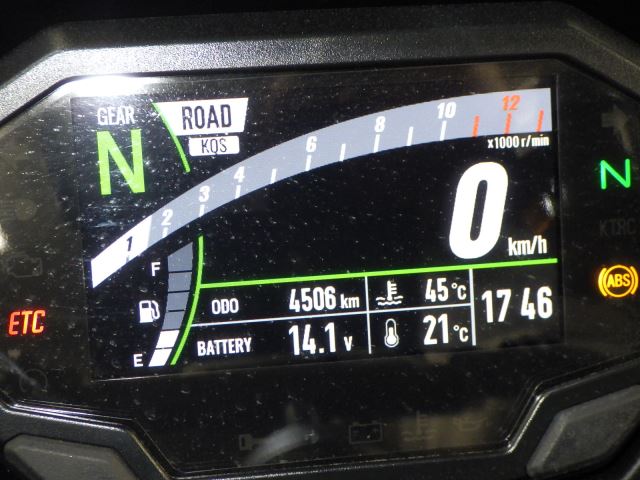 GEAR
N
ROAD
KQS
1 2 3 4 6 8 10 12
x1000 r/min
0 km/h
N
KTRC
ABS
ETC
F
E
ODO 4506 km
45 °C
17 46
BATTERY 14.1 V
21 °C